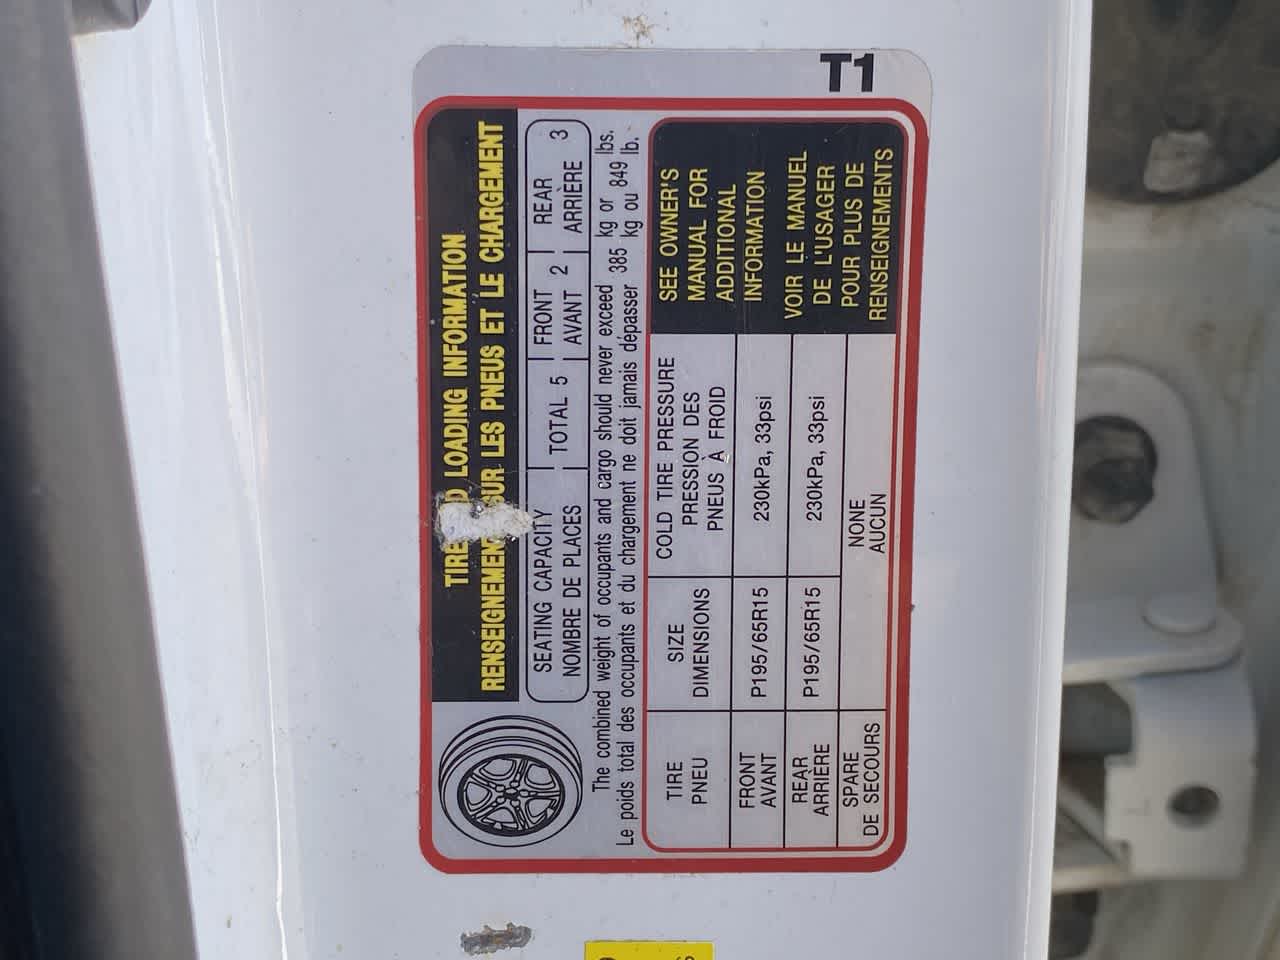 T1
TIRE D LOADING INFORMATION
RENSEIGNEMEN SUR LES PNEUS ET LE CHARGEMENT
SEATING CAPACITY
NOMBRE DE PLACES
TOTAL 5
FRONT
AVANT 2
REAR
ARRIÈRE 3
The combined weight of occupants and cargo should never exceed 385 kg or 849 lbs.
Le poids total des occupants et du chargement ne doit jamais dépasser 385 kg ou 849 lb.
TIRE
PNEU
SIZE
DIMENSIONS
COLD TIRE PRESSURE
PRESSION DES
PNEUS À FROID
FRONT
AVANT
P195/65R15
230kPa, 33psi
REAR
ARRIÈRE
P195/65R15
230kPa, 33psi
SPARE
DE SECOURS
NONE
AUCUN
SEE OWNER'S
MANUAL FOR
ADDITIONAL
INFORMATION
VOIR LE MANUEL
DE L'USAGER
POUR PLUS DE
RENSEIGNEMENTS